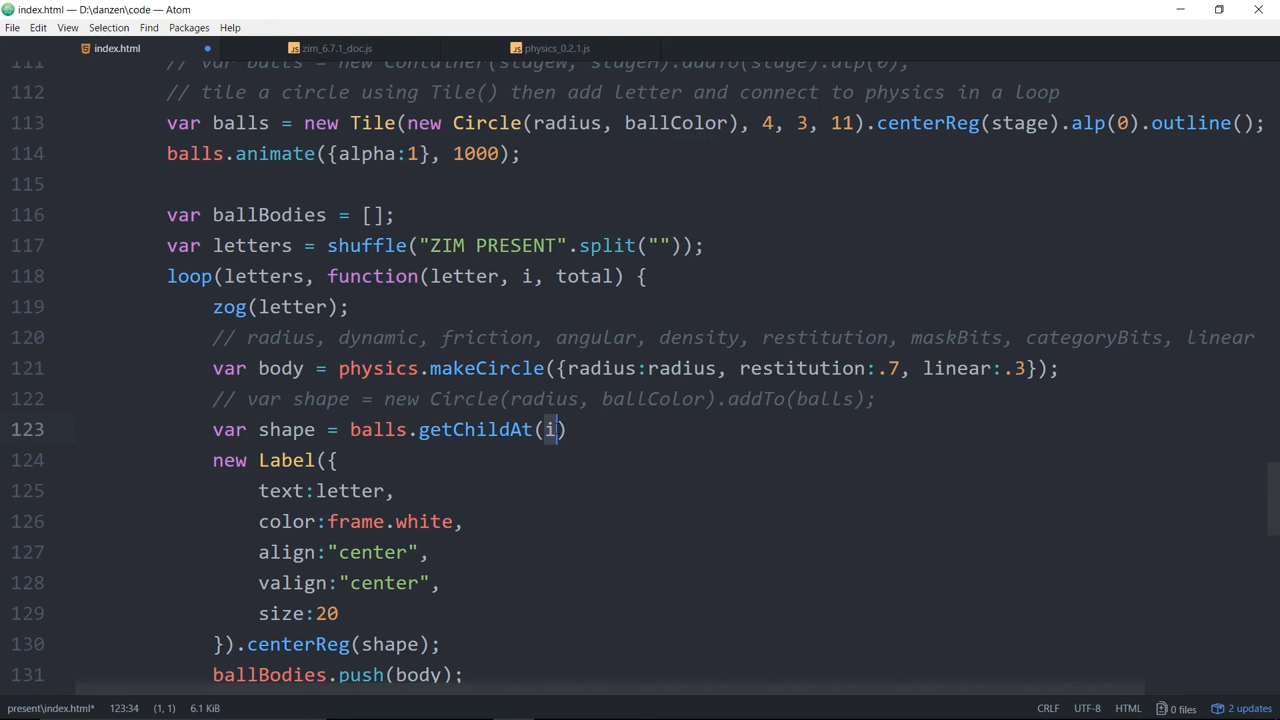 index.html — D:\danzen\code — Atom
File Edit View Selection Find Packages Help
index.html zim_6.7.1_doc.js physics_0.2.1.js
111 // var balls = new Container(stageW, stageH).addTo(stage).alp(0);
112 // tile a circle using Tile() then add letter and connect to physics in a loop
113 var balls = new Tile(new Circle(radius, ballColor), 4, 3, 11).centerReg(stage).alp(0).outline();
114 balls.animate({alpha:1}, 1000);
115
116 var ballBodies = [];
117 var letters = shuffle("ZIM PRESENT".split(""));
118 loop(letters, function(letter, i, total) {
119 zog(letter);
120 // radius, dynamic, friction, angular, density, restitution, maskBits, categoryBits, linear
121 var body = physics.makeCircle({radius:radius, restitution:.7, linear:.3});
122 // var shape = new Circle(radius, ballColor).addTo(balls);
123 var shape = balls.getChildAt(i)
124 new Label({
125 text:letter,
126 color:frame.white,
127 align:"center",
128 valign:"center",
129 size:20
130 }).centerReg(shape);
131 ballBodies.push(body);
present\index.html* 123:34 (1, 1) 6.1 KiB CRLF UTF-8 HTML 0 files 2 updates